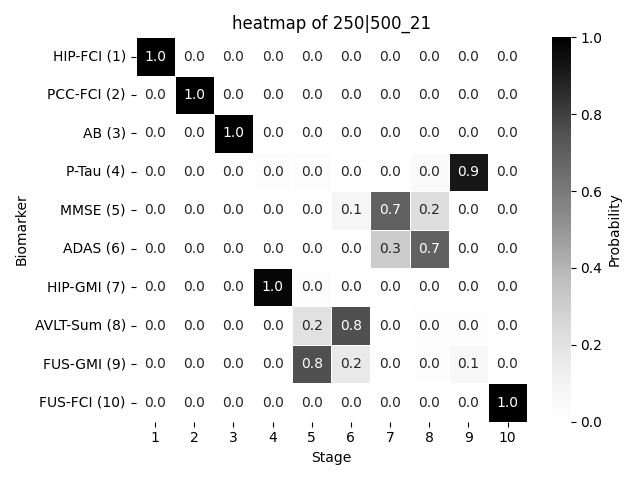 heatmap of 250|500_21
HIP-FCI (1) 1.0 0.0 0.0 0.0 0.0 0.0 0.0 0.0 0.0 0.0
PCC-FCI (2) 0.0 1.0 0.0 0.0 0.0 0.0 0.0 0.0 0.0 0.0
AB (3) 0.0 0.0 1.0 0.0 0.0 0.0 0.0 0.0 0.0 0.0
P-Tau (4) 0.0 0.0 0.0 0.0 0.0 0.0 0.0 0.0 0.9 0.0
MMSE (5) 0.0 0.0 0.0 0.0 0.0 0.1 0.7 0.2 0.0 0.0
ADAS (6) 0.0 0.0 0.0 0.0 0.0 0.0 0.3 0.7 0.0 0.0
HIP-GMI (7) 0.0 0.0 0.0 1.0 0.0 0.0 0.0 0.0 0.0 0.0
AVLT-Sum (8) 0.0 0.0 0.0 0.0 0.2 0.8 0.0 0.0 0.0 0.0
FUS-GMI (9) 0.0 0.0 0.0 0.0 0.8 0.2 0.0 0.0 0.1 0.0
FUS-FCI (10) 0.0 0.0 0.0 0.0 0.0 0.0 0.0 0.0 0.0 1.0
1 2 3 4 5 6 7 8 9 10
Stage
Biomarker
1.0
0.8
0.6
0.4
0.2
0.0
Probability